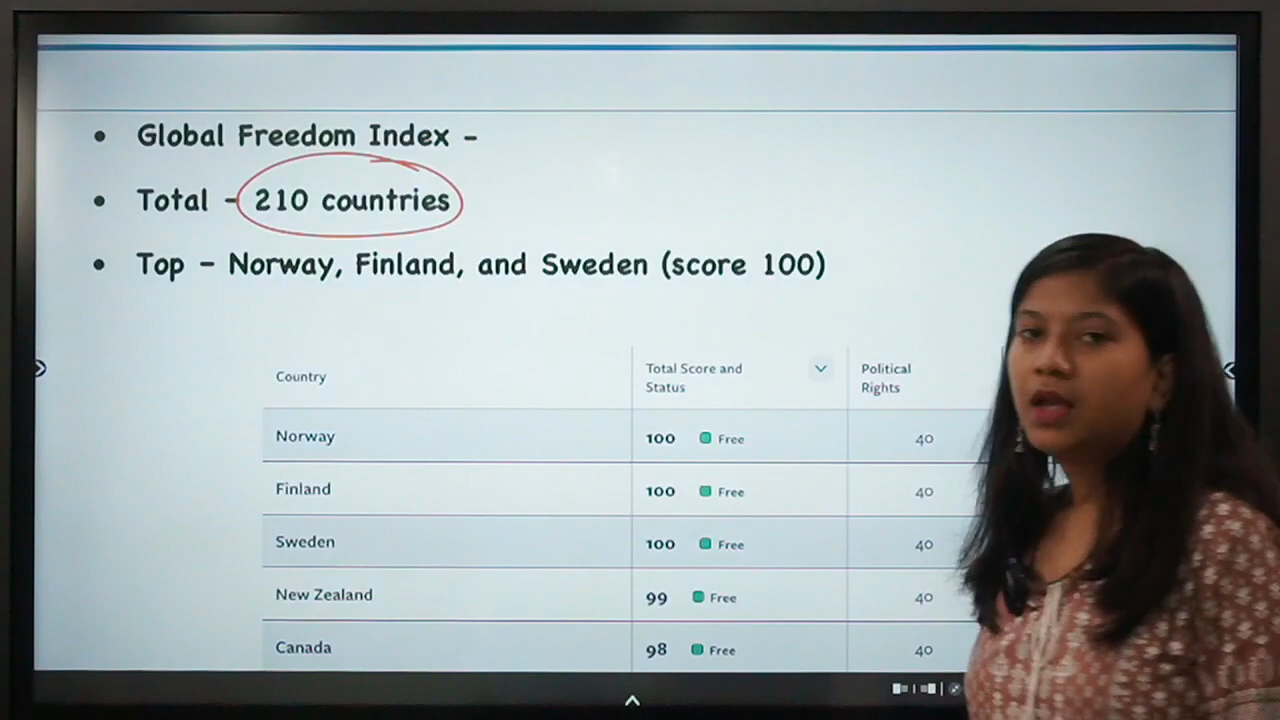 • Global Freedom Index -
• Total - 210 countries
• Top - Norway, Finland, and Sweden (score 100)
Country Total Score and Status Political Rights
Norway 100 Free 40
Finland 100 Free 40
Sweden 100 Free 40
New Zealand 99 Free 40
Canada 98 Free 40